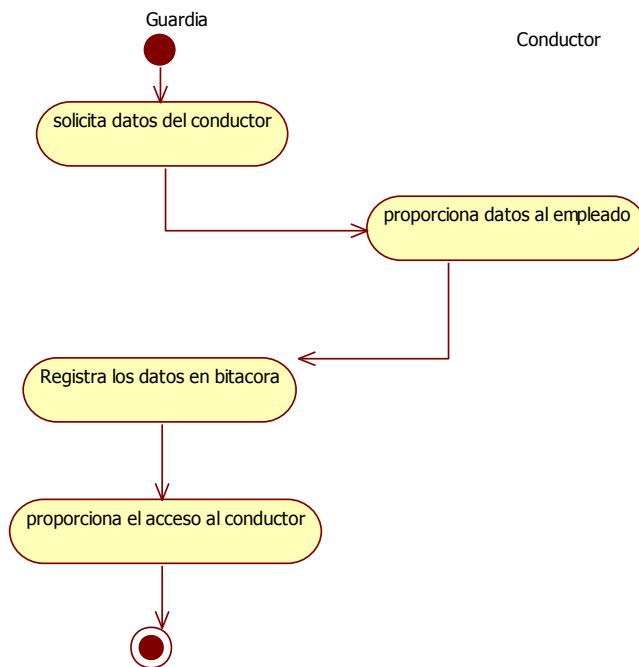 Guardia
Conductor
solicita datos del conductor
proporciona datos al empleado
Registra los datos en bitacora
proporciona el acceso al conductor